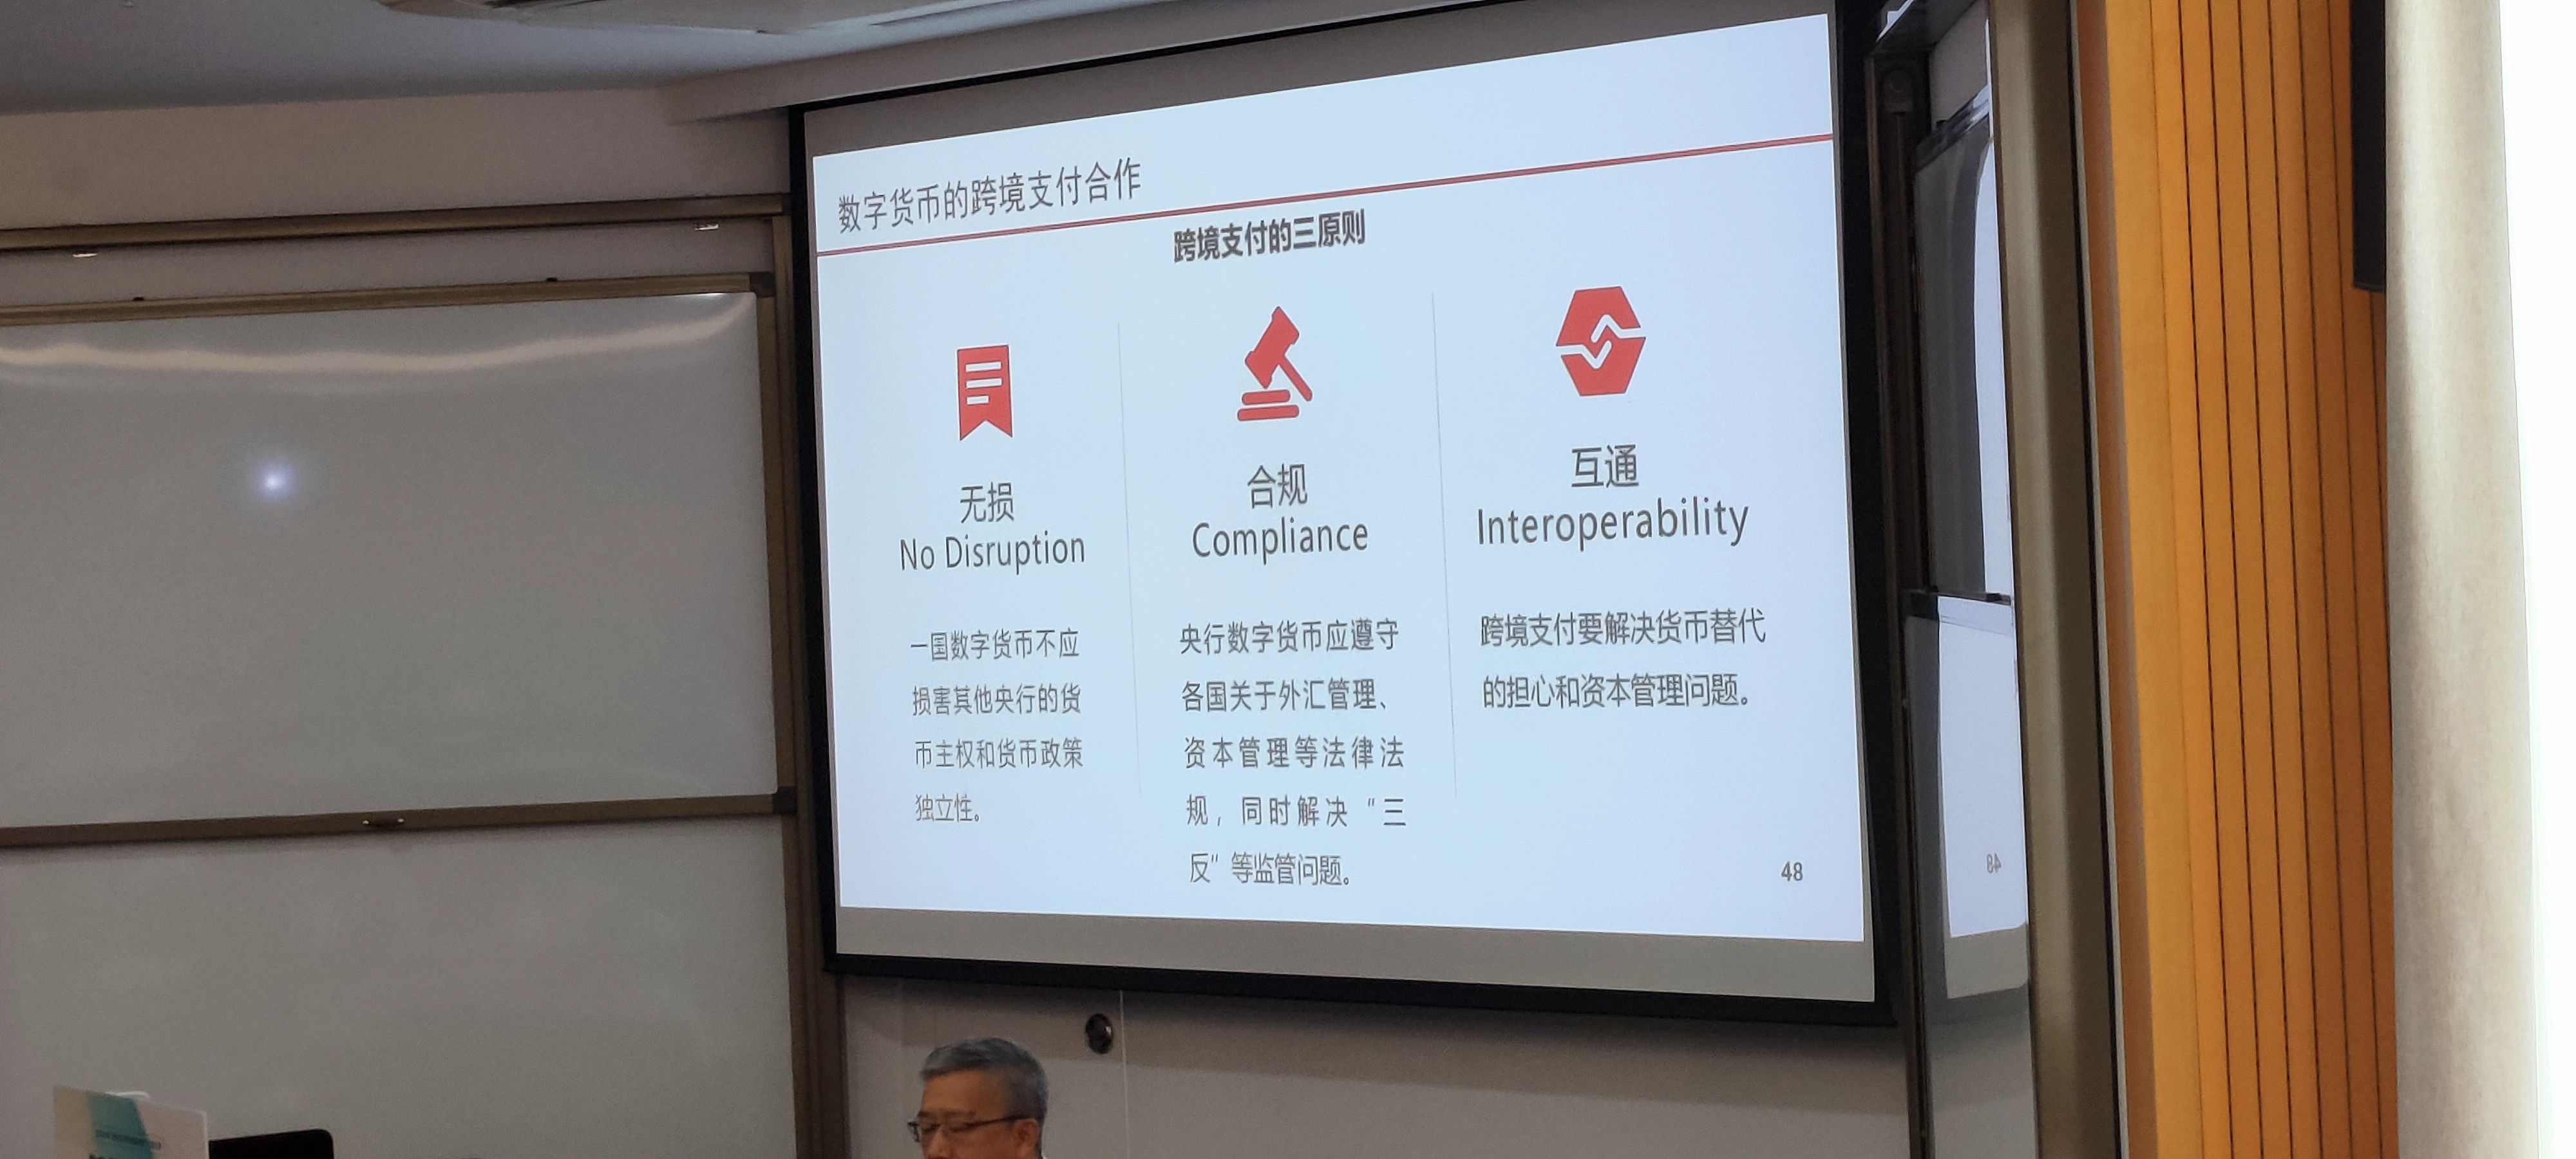 数字货币的跨境支付合作
跨境支付的三原则
无损
No Disruption
一国数字货币不应
损害其他央行的货
币主权和货币政策
独立性。
合规
Compliance
央行数字货币应遵守
各国关于外汇管理、
资本管理等法律法
规，同时解决“三
反”等监管问题。
互通
Interoperability
跨境支付要解决货币替代
的担心和资本管理问题。
48